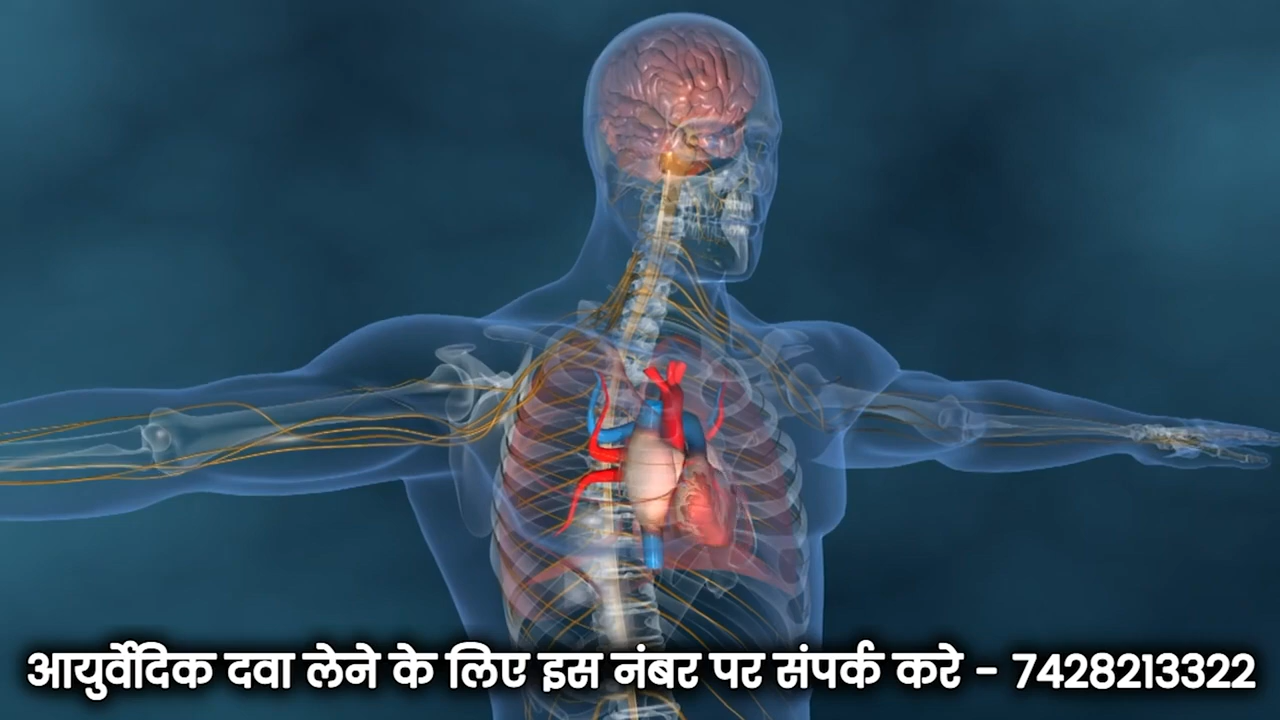 आयुर्वेदिक दवा लेने के लिए इस नंबर पर संपर्क करे - 7428213322